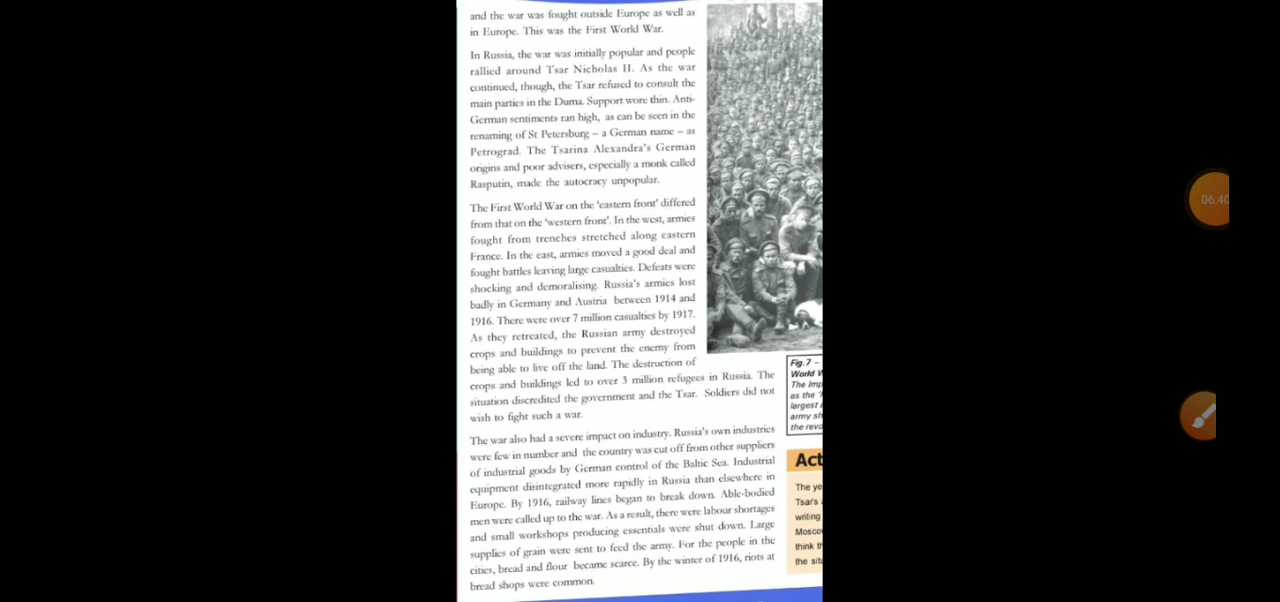 and the war was fought outside Europe as well as
in Europe. This was the First World War.
In Russia, the war was initially popular and people
rallied around Tsar Nicholas II. As the war
continued, though, the Tsar refused to consult the
main parties in the Duma. Support wore thin. Anti-
German sentiments ran high, as can be seen in the
renaming of St Petersburg – a German name – as
Petrograd. The Tsarina Alexandra's German
origins and poor advisers, especially a monk called
Rasputin, made the autocracy unpopular.
The First World War on the 'eastern front' differed
from that on the 'western front'. In the west, armies
fought from trenches stretched along eastern
France. In the east, armies moved a good deal and
fought battles leaving large casualties. Defeats were
shocking and demoralising. Russia's armies lost
badly in Germany and Austria between 1914 and
1916. There were over 7 million casualties by 1917.
As they retreated, the Russian army destroyed
crops and buildings to prevent the enemy from
being able to live off the land. The destruction of
crops and buildings led to over 3 million refugees in Russia. The
situation discredited the government and the Tsar. Soldiers did not
wish to fight such a war.
The war also had a severe impact on industry. Russia's own industries
were few in number and the country was cut off from other suppliers
of industrial goods by German control of the Baltic Sea. Industrial
equipment disintegrated more rapidly in Russia than elsewhere in
Europe. By 1916, railway lines began to break down. Able-bodied
men were called up to the war. As a result, there were labour shortages
and small workshops producing essentials were shut down. Large
supplies of grain were sent to feed the army. For the people in the
cities, bread and flour became scarce. By the winter of 1916, riots at
bread shops were common.
Fig.7 –
World W
The Imp
as the
largest
army sh
the revo
Act
The ye
Tsar's
writing
Mosco
think th
the situ
06:40